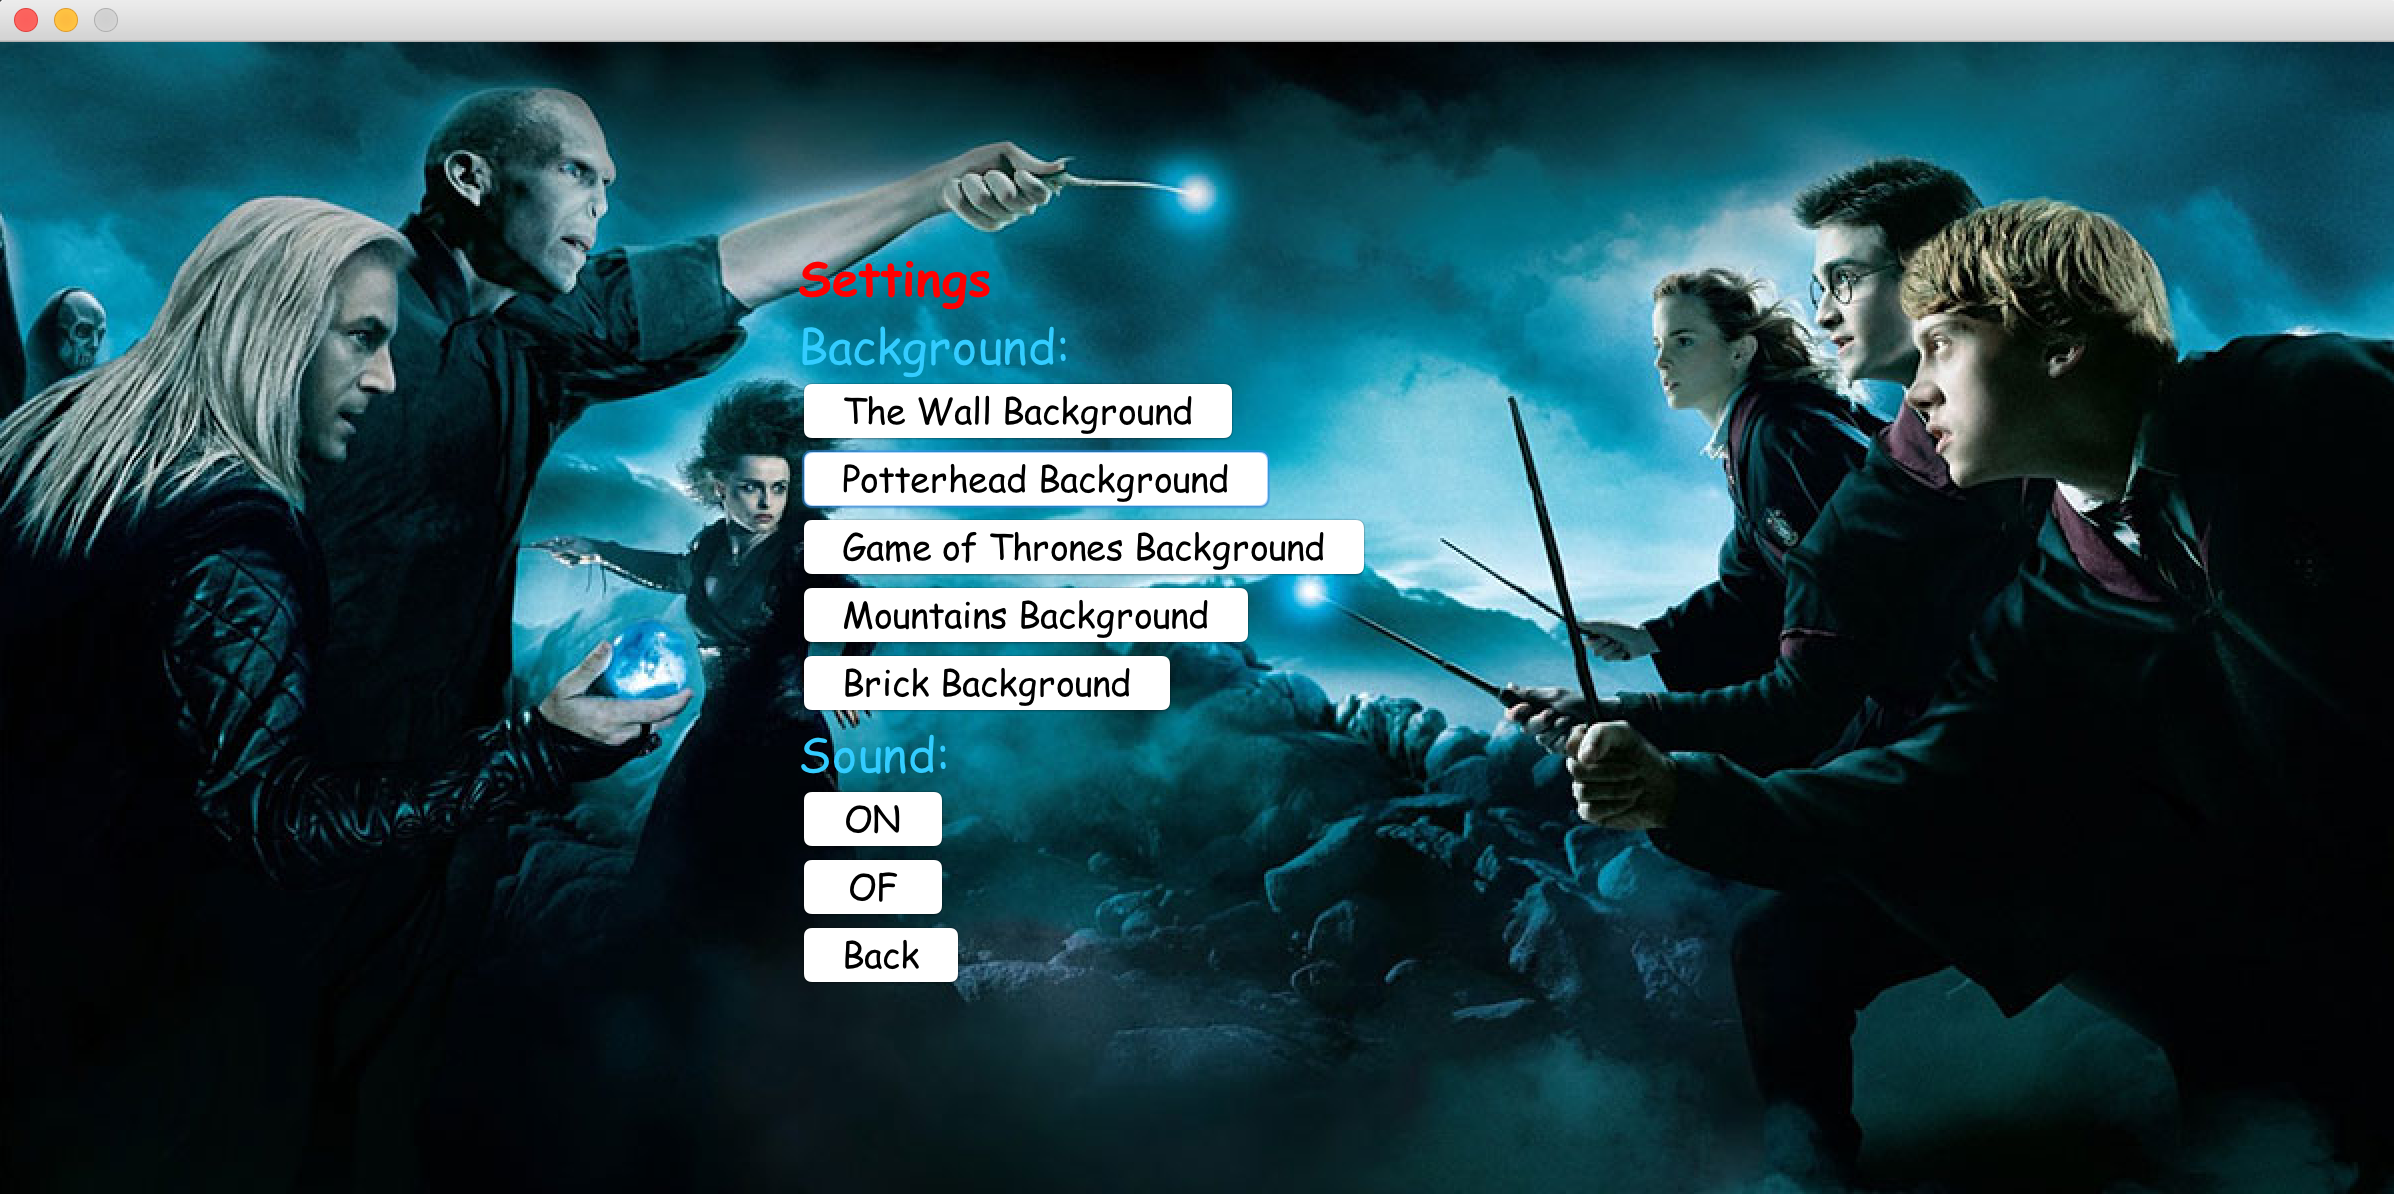 Settings
Background:
The Wall Background
Potterhead Background
Game of Thrones Background
Mountains Background
Brick Background
Sound:
ON
OF
Back